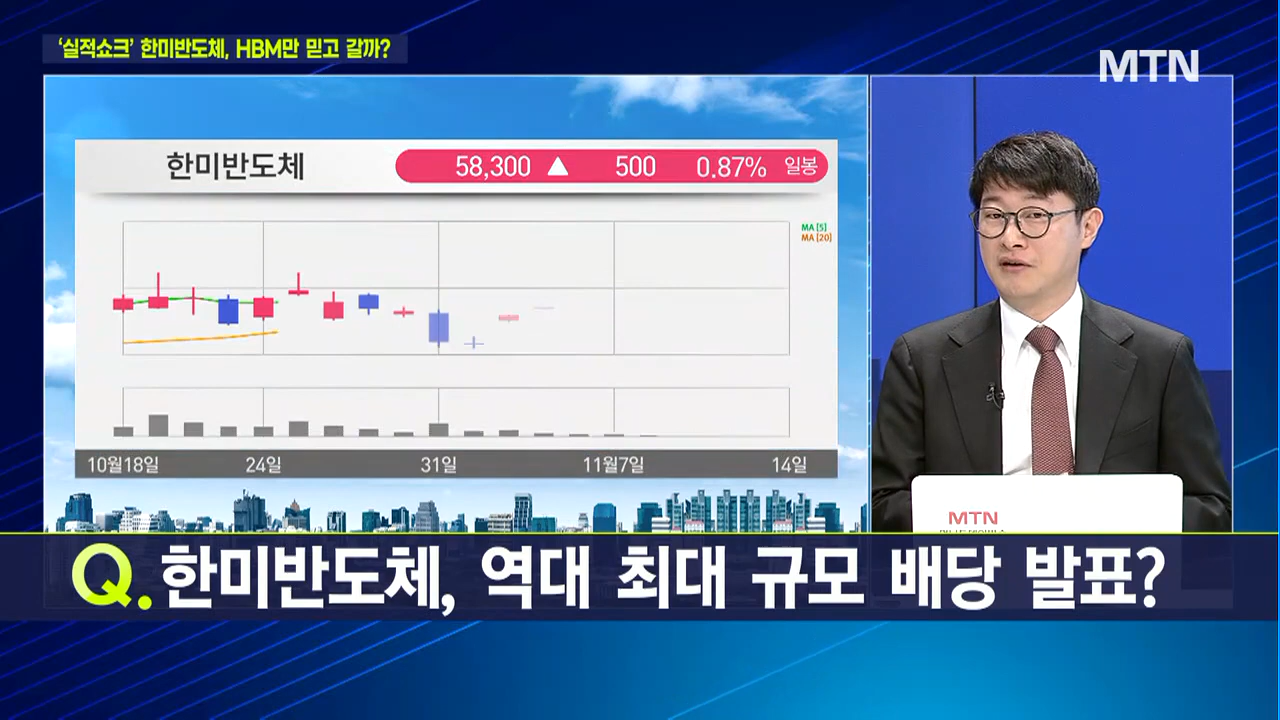 ‘실적쇼크’ 한미반도체, HBM만 믿고 갈까?
MTN
한미반도체 58,300 ▲ 500 0.87% 일봉
MA [5]
MA [20]
10월18일 24일 31일 11월7일 14일
MTN
Q. 한미반도체, 역대 최대 규모 배당 발표?